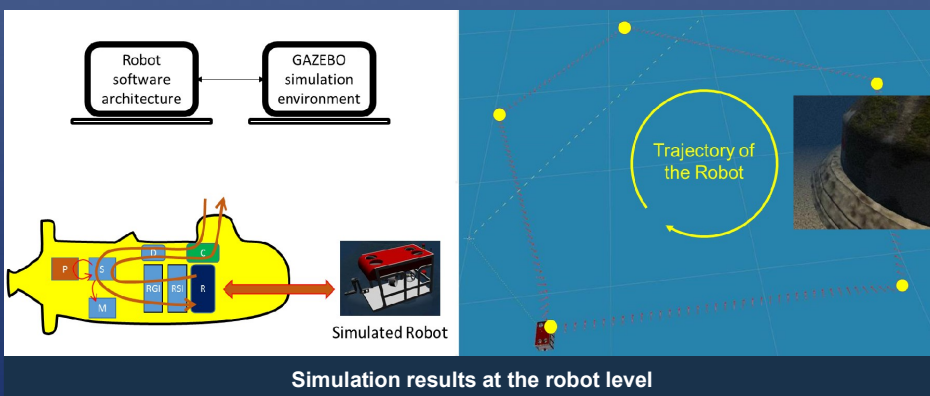 Robot
software
architecture
GAZEBO
simulation
environment
P
S
M
D
C
RGI
RSI
R
Simulated Robot
Trajectory of
the Robot
Simulation results at the robot level